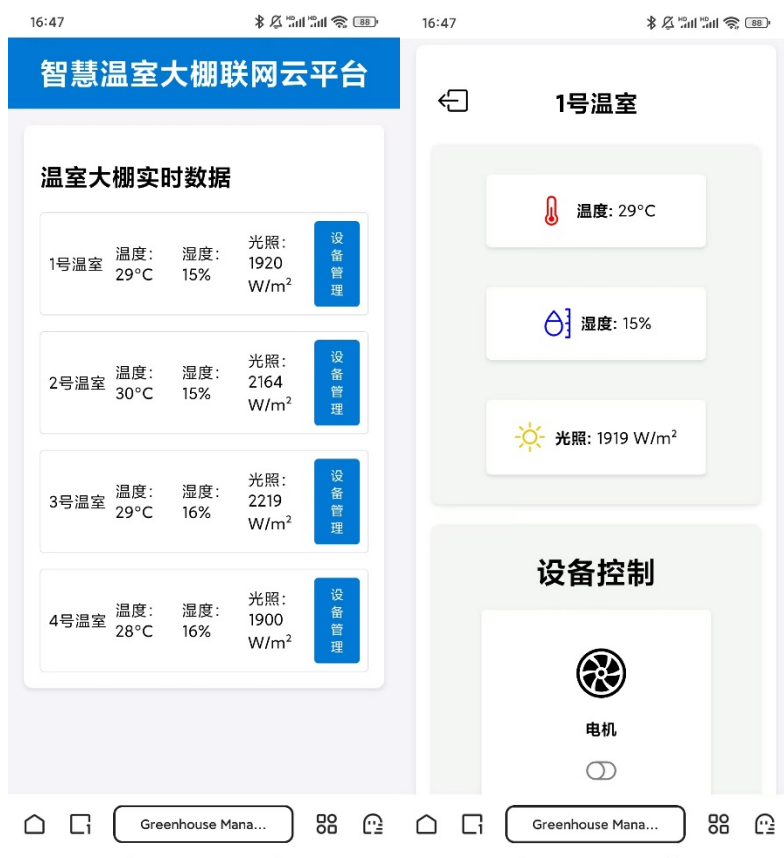 16:47
HD HD 88
智慧温室大棚联网云平台
温室大棚实时数据
1号温室
温度:
29°C
湿度:
15%
光照:
1920
W/m²
设
备
管
理
2号温室
温度:
30°C
湿度:
15%
光照:
2164
W/m²
设
备
管
理
3号温室
温度:
29°C
湿度:
16%
光照:
2219
W/m²
设
备
管
理
4号温室
温度:
28°C
湿度:
16%
光照:
1900
W/m²
设
备
管
理
Greenhouse Mana...
16:47
HD HD 88
1号温室
温度: 29°C
湿度: 15%
光照: 1919 W/m²
设备控制
电机
Greenhouse Mana...